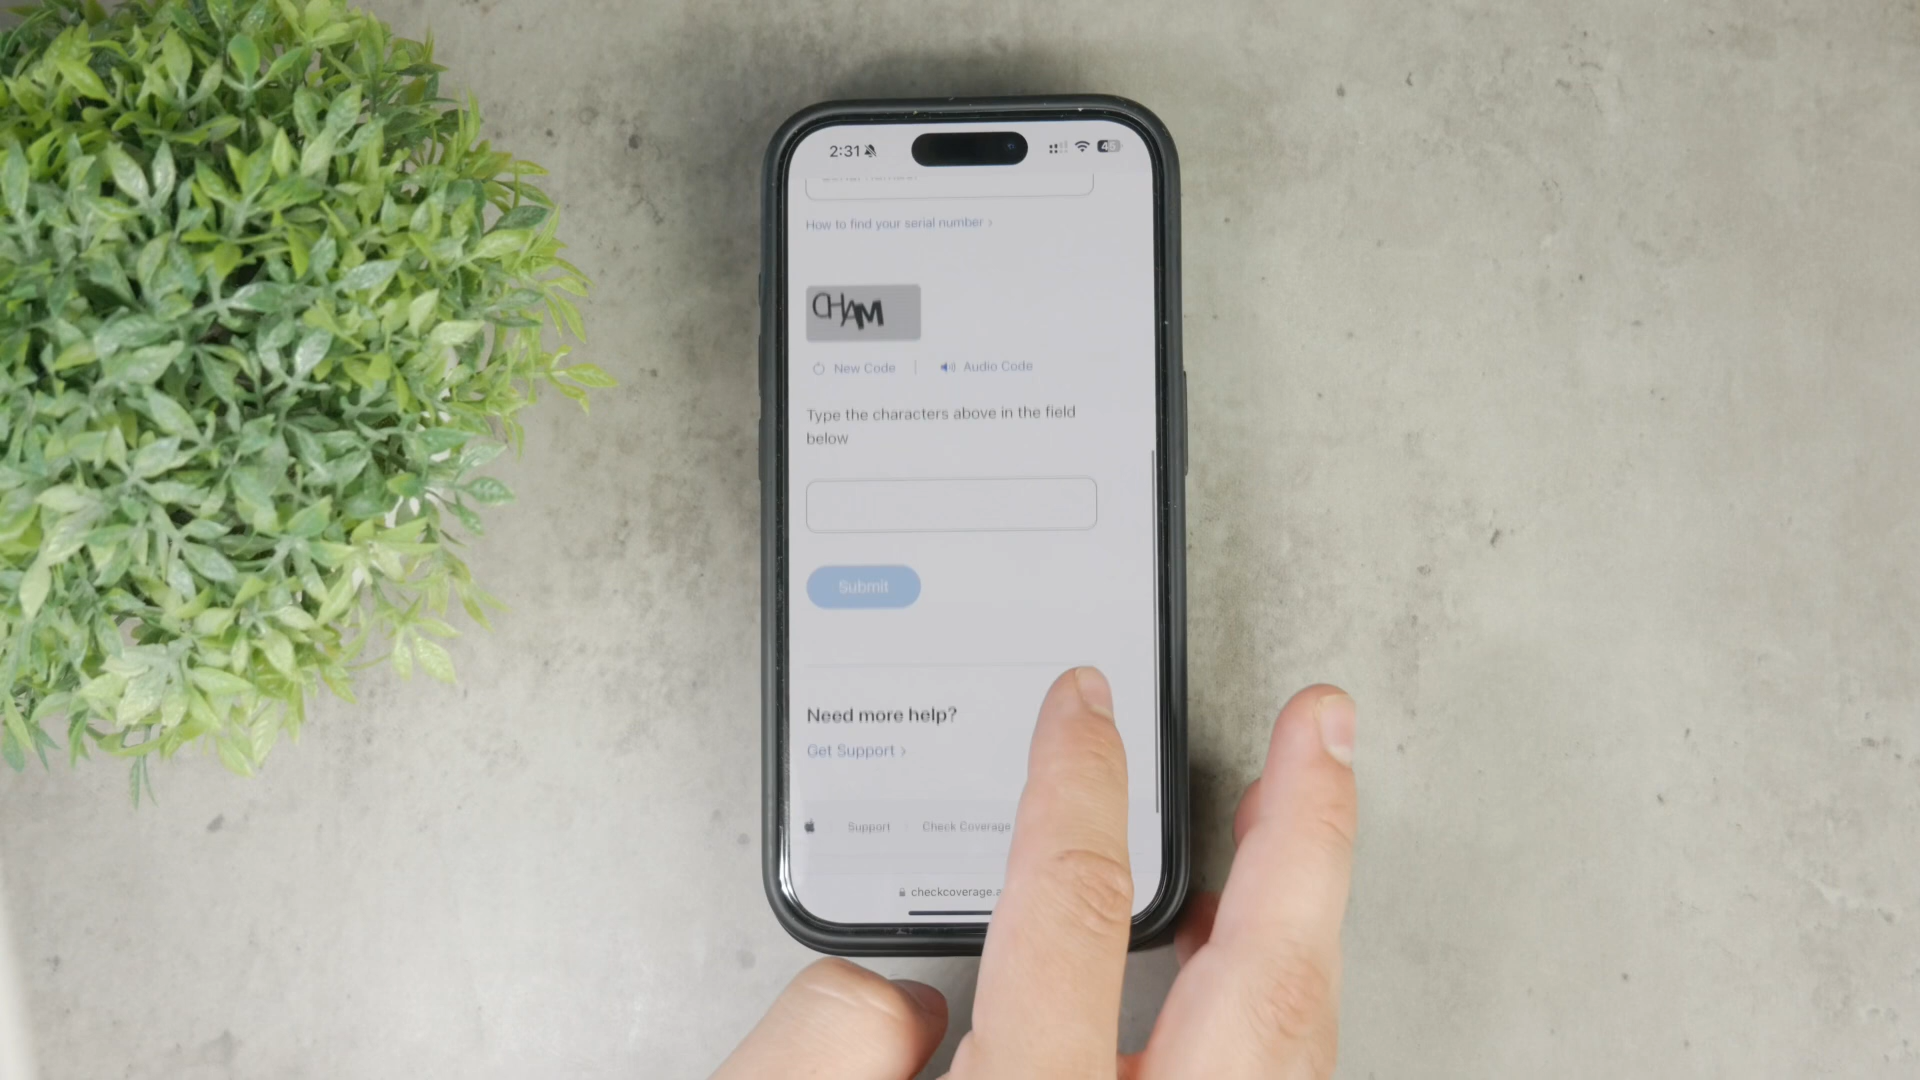 2:31
45
How to find your serial number >
CHAM
New Code | Audio Code
Type the characters above in the field
below
Submit
Need more help?
Get Support >
Support Check Coverage
checkcoverage.a